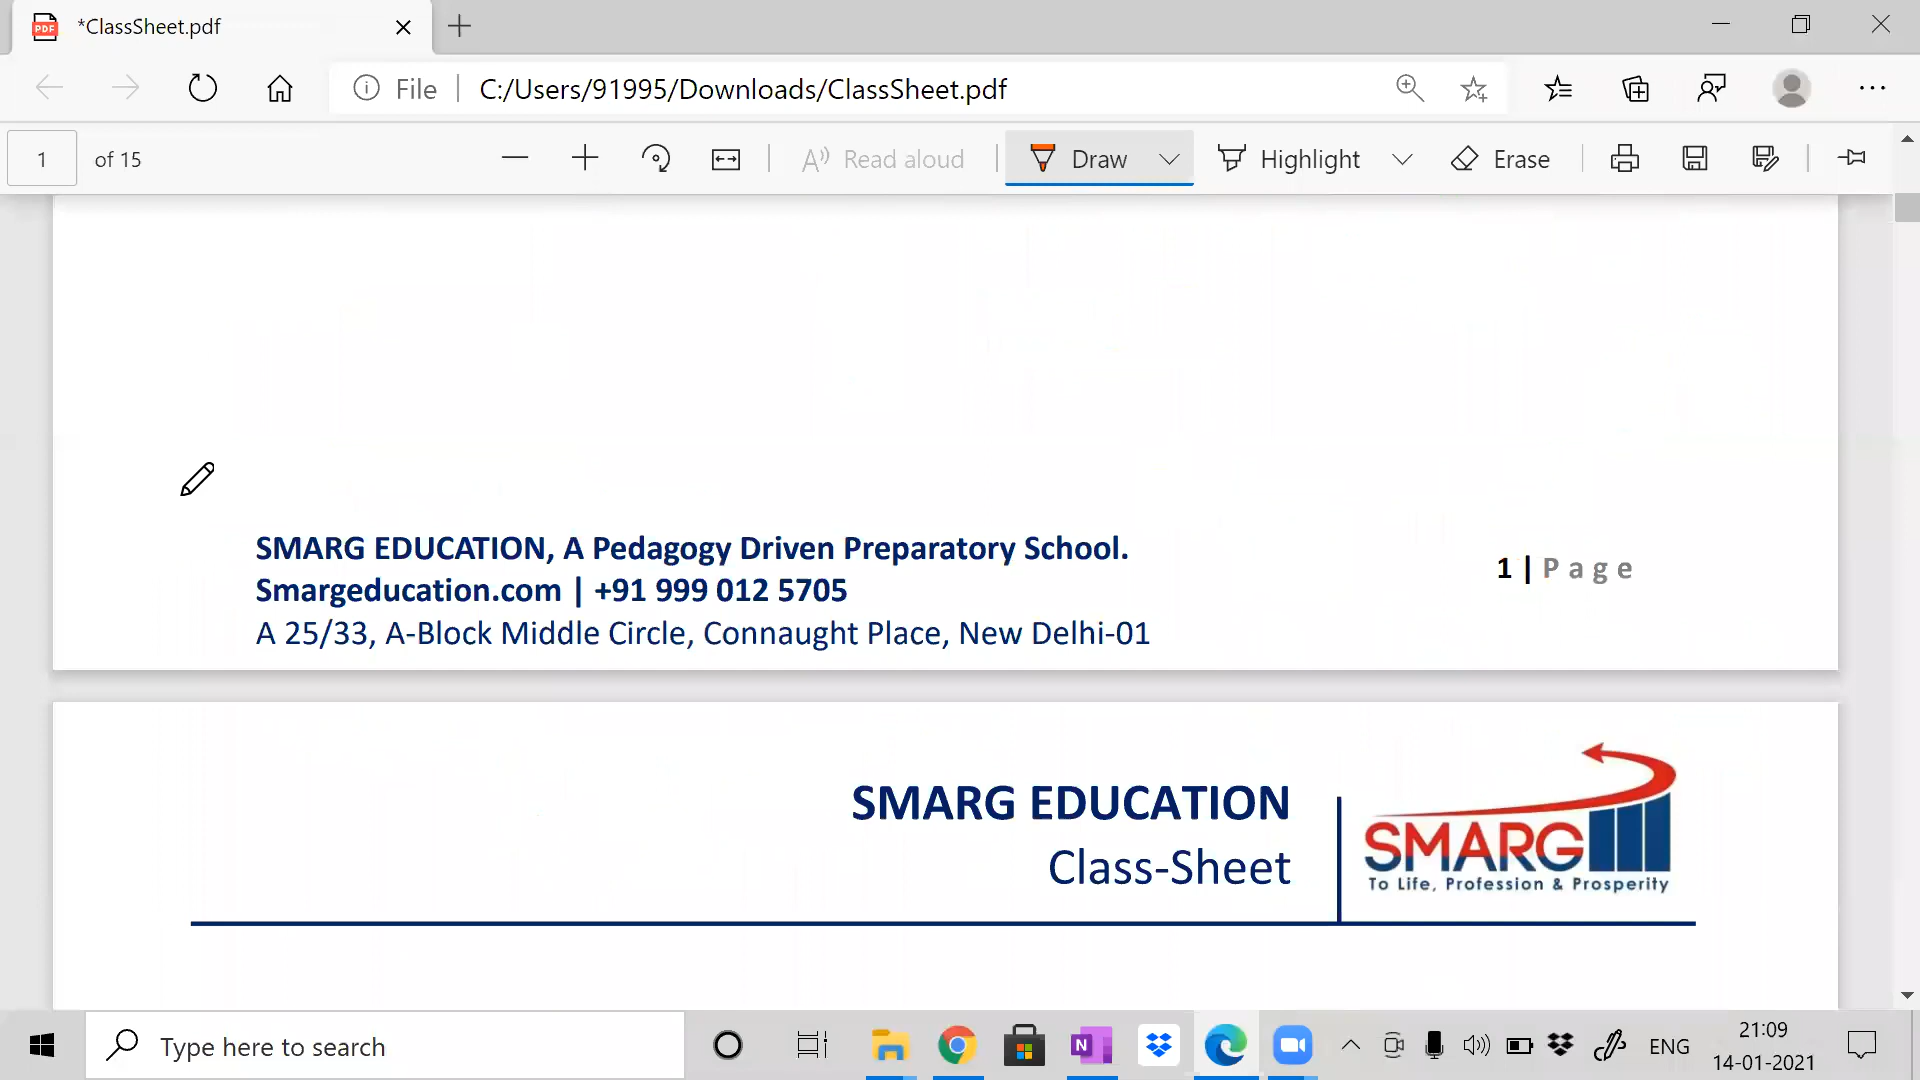 *ClassSheet.pdf
File
C:/Users/91995/Downloads/ClassSheet.pdf
1 of 15
Read aloud
Draw
Highlight
Erase
SMARG EDUCATION, A Pedagogy Driven Preparatory School.
Smargeducation.com | +91 999 012 5705
A 25/33, A-Block Middle Circle, Connaught Place, New Delhi-01
1 | Page
SMARG EDUCATION
Class-Sheet
SMARG
To Life, Profession & Prosperity
Type here to search
ENG
21:09
14-01-2021